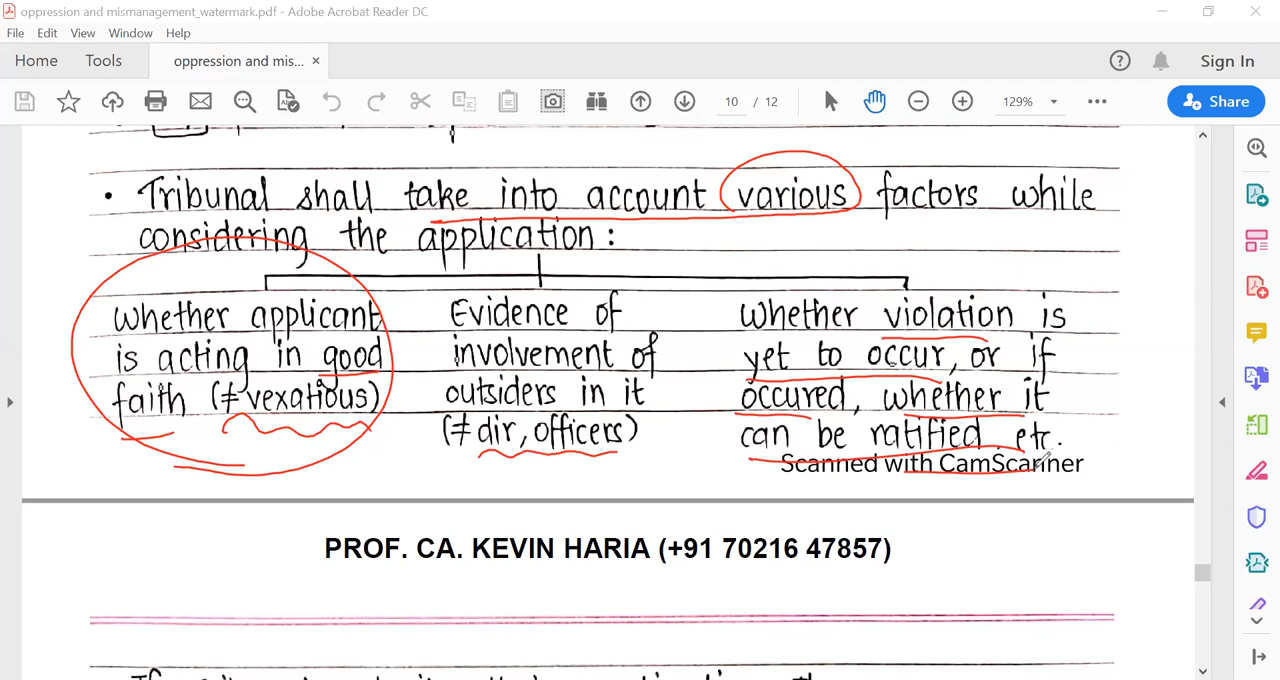 oppression and mismanagement_watermark.pdf - Adobe Acrobat Reader DC
File Edit View Window Help
Home Tools oppression and mis... × Sign In
10 / 12 129% Share
• Tribunal shall take into account various factors while
considering the application :
Whether applicant
is acting in good
faith (≠ vexatious)
Evidence of
involvement of
outsiders in it
(≠ dir, officers)
Whether violation is
yet to occur, or if
occured, whether it
can be ratified etc.
Scanned with CamScanner
PROF. CA. KEVIN HARIA (+91 70216 47857)